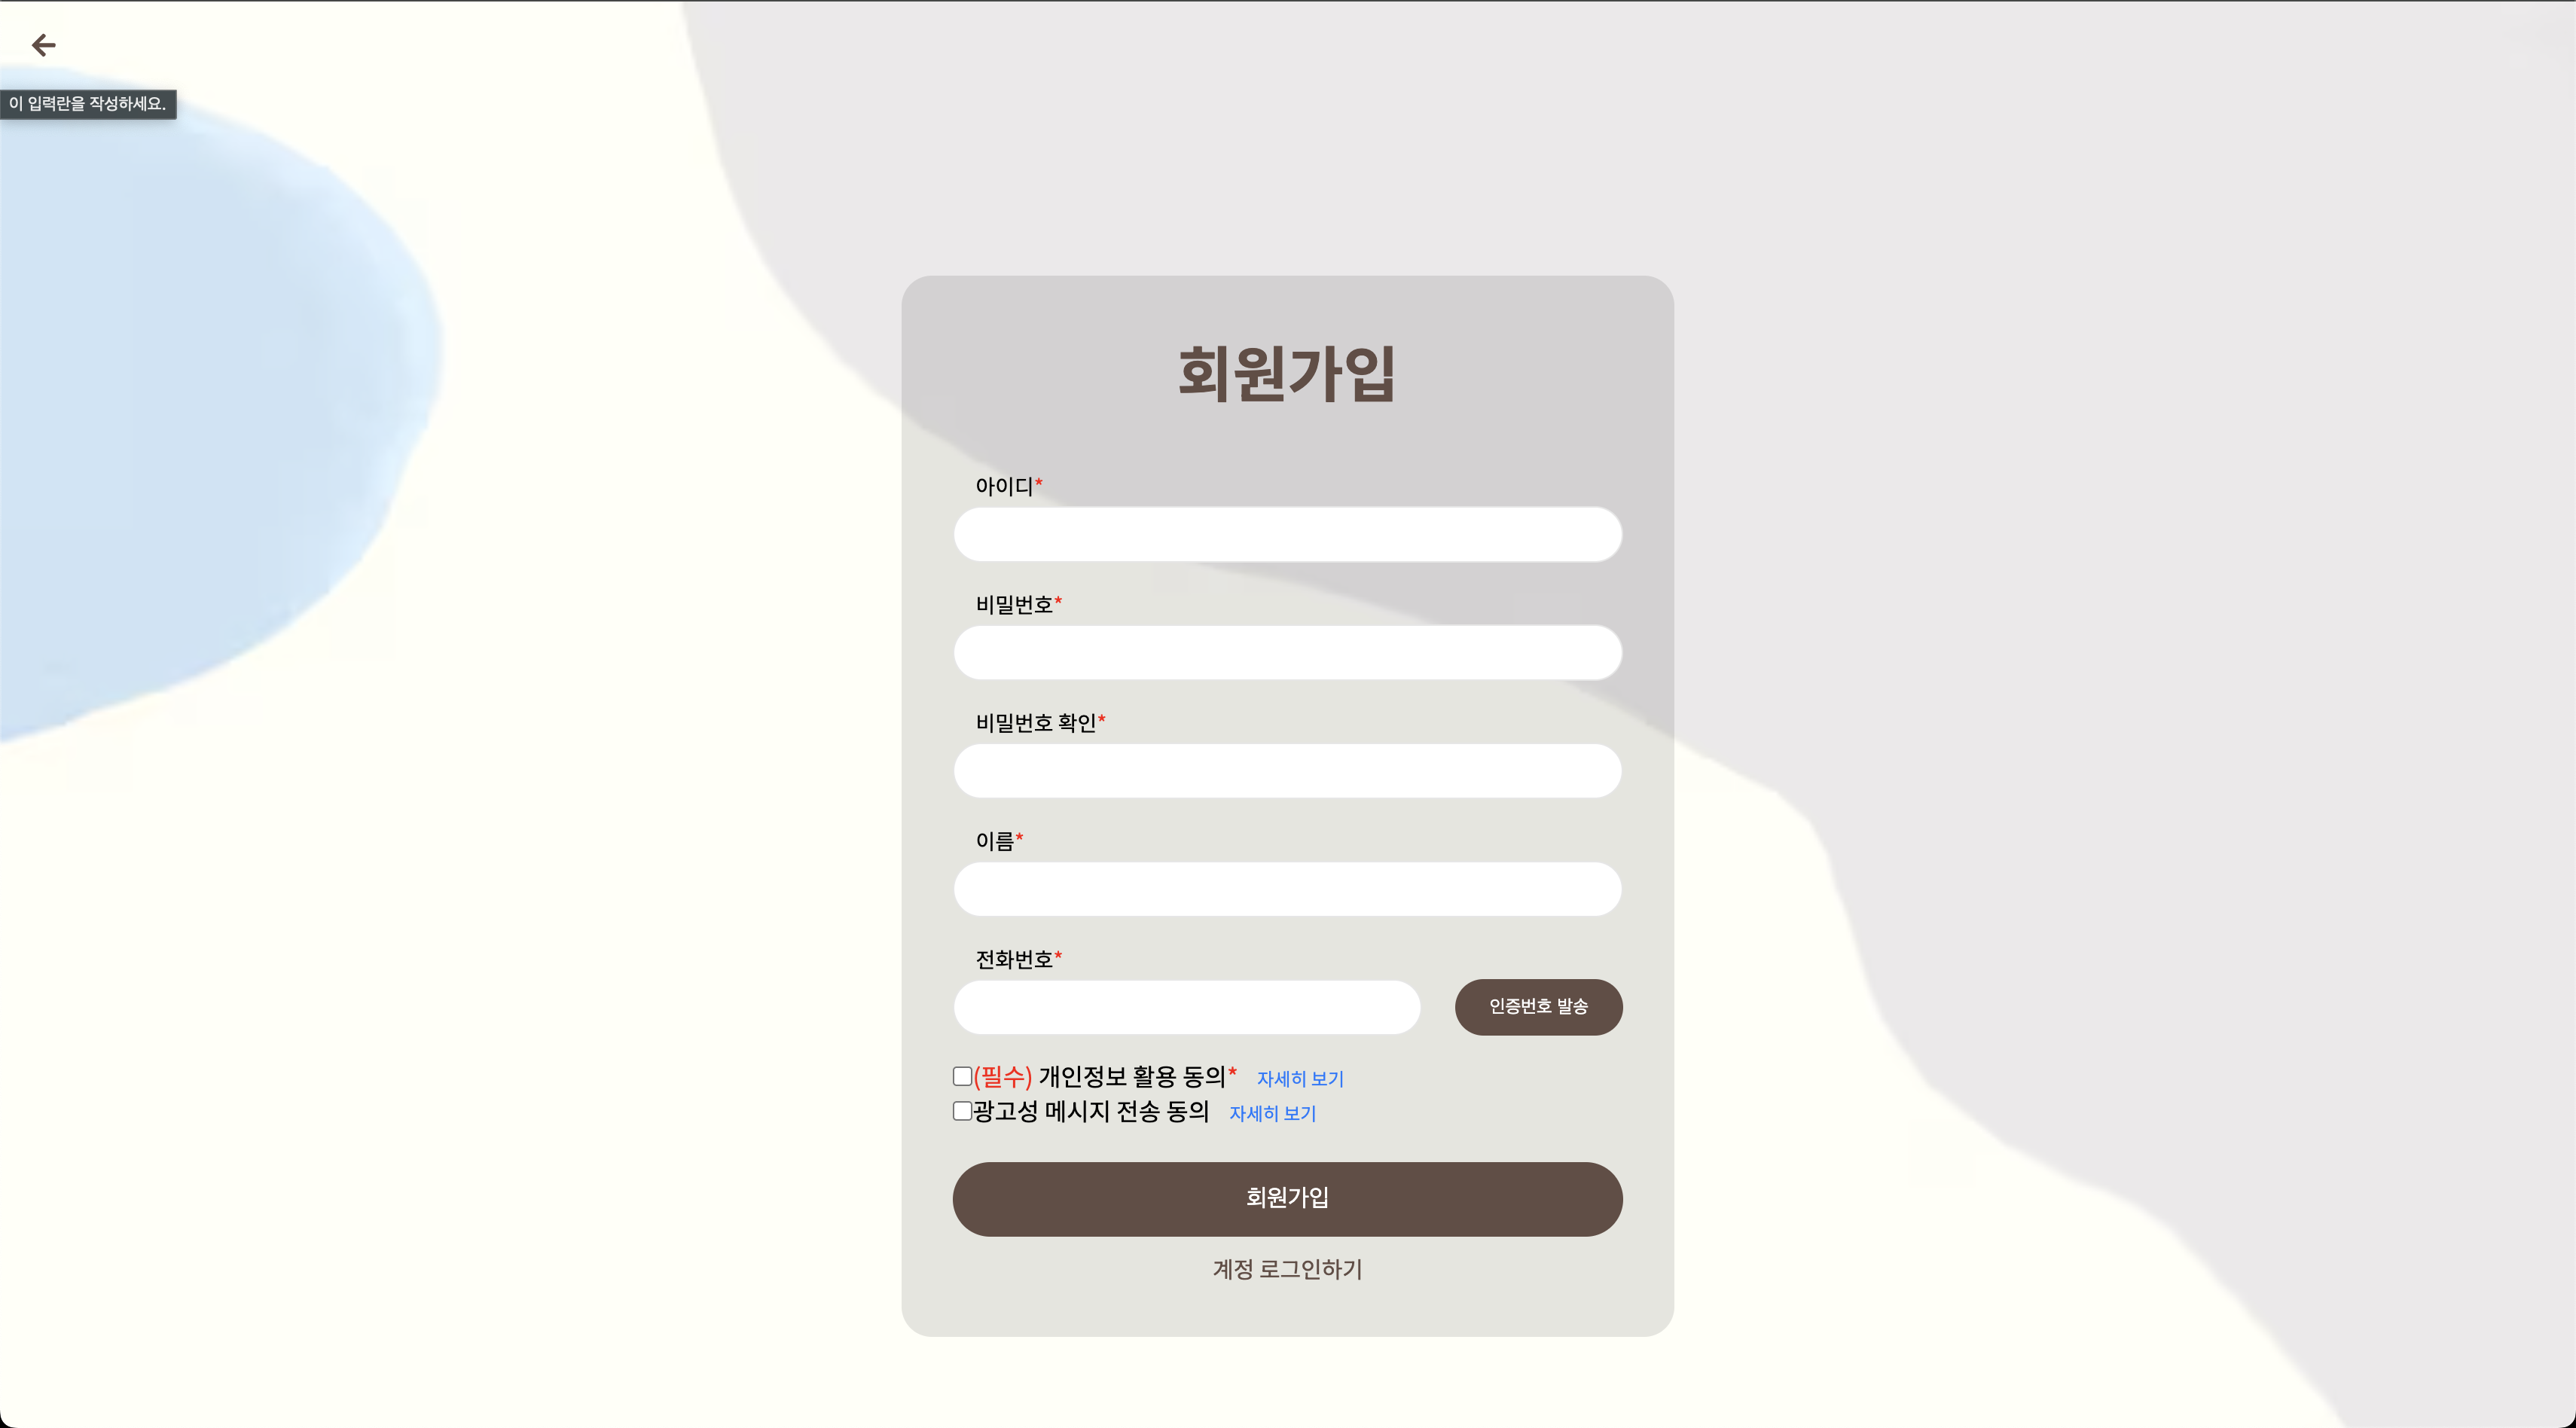 이 입력란을 작성하세요.
회원가입
아이디*
비밀번호*
비밀번호 확인*
이름*
전화번호*
인증번호 발송
(필수) 개인정보 활용 동의* 자세히 보기
광고성 메시지 전송 동의 자세히 보기
회원가입
계정 로그인하기